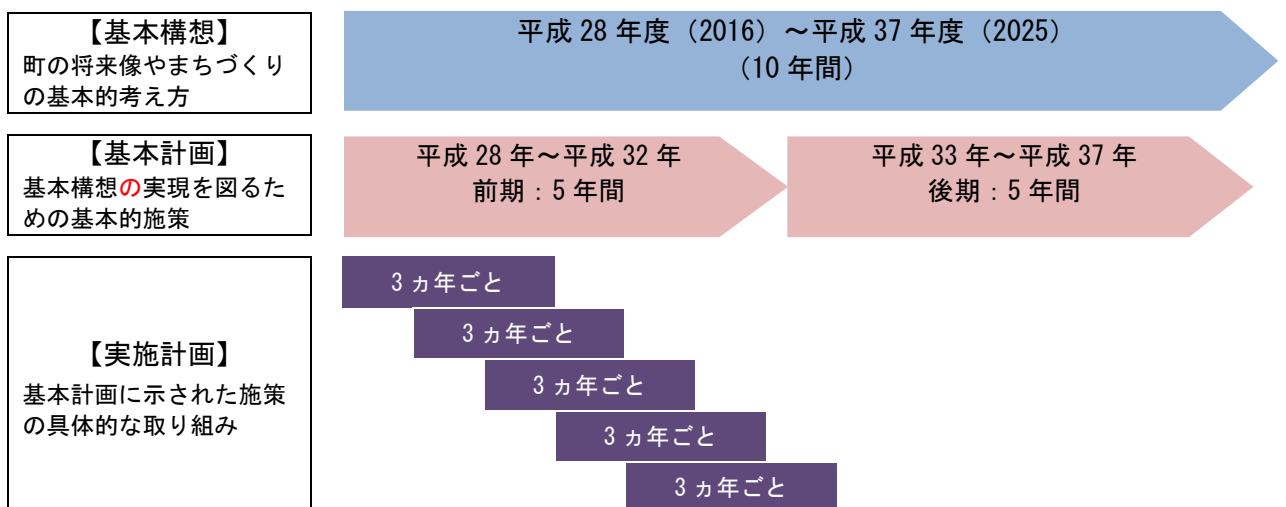 【基本構想】
町の将来像やまちづくり
の基本的考え方
平成 28 年度（2016）～平成 37 年度（2025）
（10 年間）
【基本計画】
基本構想の実現を図るた
めの基本的施策
平成 28 年～平成 32 年
前期：5 年間
平成 33 年～平成 37 年
後期：5 年間
【実施計画】
基本計画に示された施策
の具体的な取り組み
3 ヵ年ごと
3 ヵ年ごと
3 ヵ年ごと
3 ヵ年ごと
3 ヵ年ごと